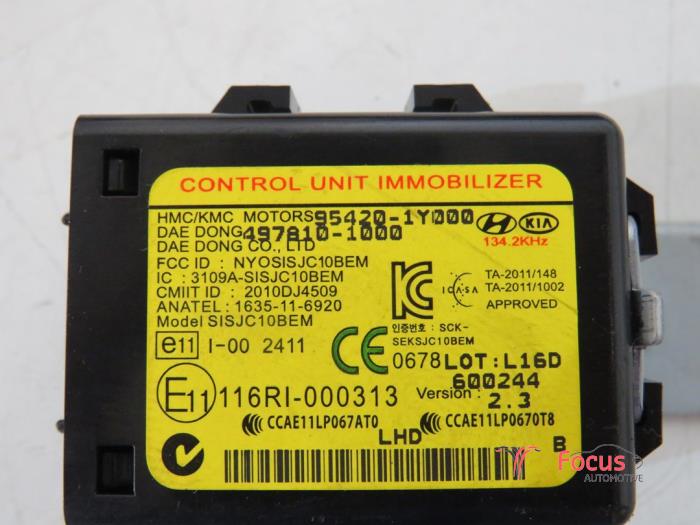 CONTROL UNIT IMMOBILIZER
HMC/KMC MOTORS 95420-1Y000
DAE DONG 497810-1000
DAE DONG CO., LTD
KIA
134.2KHz
FCC ID : NYOSISJC10BEM
IC : 3109A-SISJC10BEM
CMIIT ID : 2010DJ4509
ANATEL : 1635-11-6920
Model SISJC10BEM
ICASA
TA-2011/148
TA-2011/1002
APPROVED
인증번호 : SCK-
SEKSJC10BEM
e11 I-00 2411
CE 0678 LOT:L16D
600244
E11 116RI-000313
Version : 2.3
CCAE11LP067AT0
CCAE11LP0670T8
LHD
B
Focus
AUTOMOTIVE